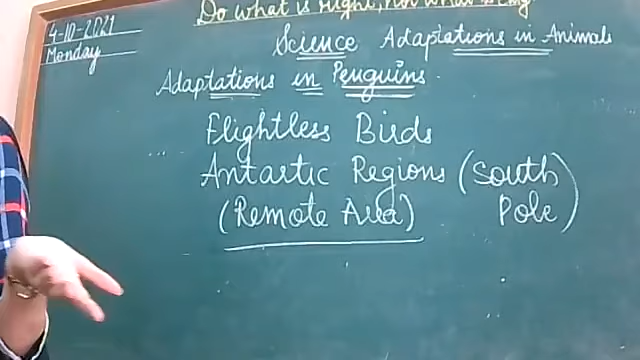 Do what is right, not what is
4-10-2021
Monday
Science Adaptations in Animals
Adaptations in Penguins
Flightless Birds
Antartic Regions (South
(Remote Area) Pole)